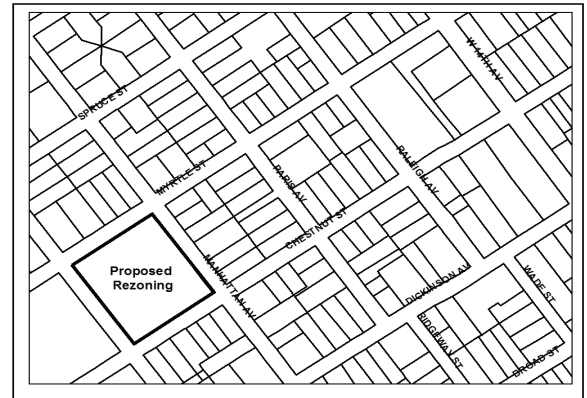 W 14TH AV
SPRUCE ST
MYRTLE ST
PARIS AV
RALEIGH AV
CHESTNUT ST
Proposed
Rezoning
MANHATTAN AV
DICKINSON AV
WADE ST
RIDGEWAY ST
BROAD ST